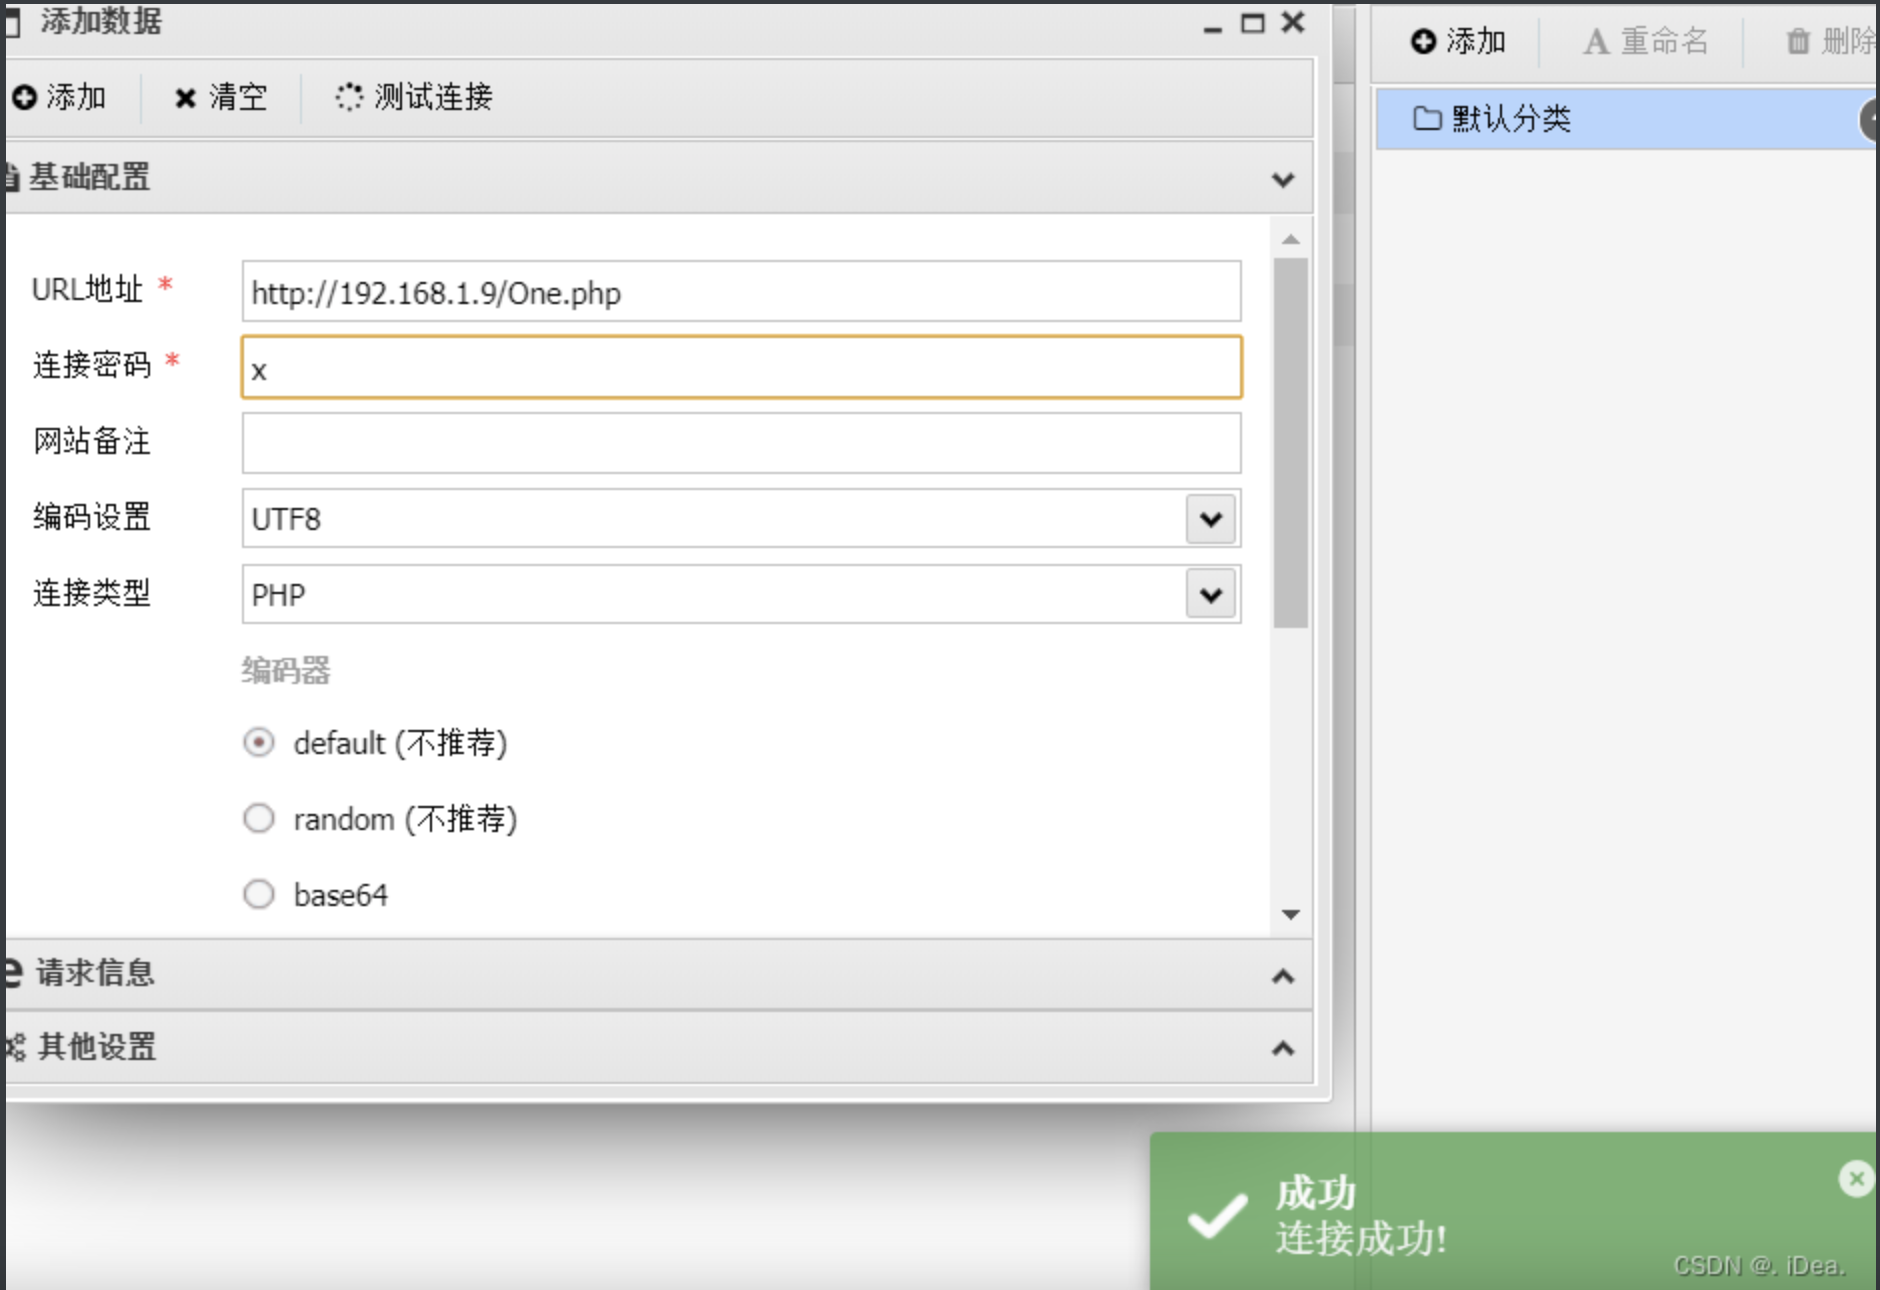 添加数据
添加 清空 测试连接
基础配置
URL地址 * http://192.168.1.9/One.php
连接密码 * x
网站备注
编码设置 UTF8
连接类型 PHP
编码器
default (不推荐)
random (不推荐)
base64
请求信息
其他设置
添加 A 重命名 删除
默认分类
成功
连接成功!
CSDN @. iDea.